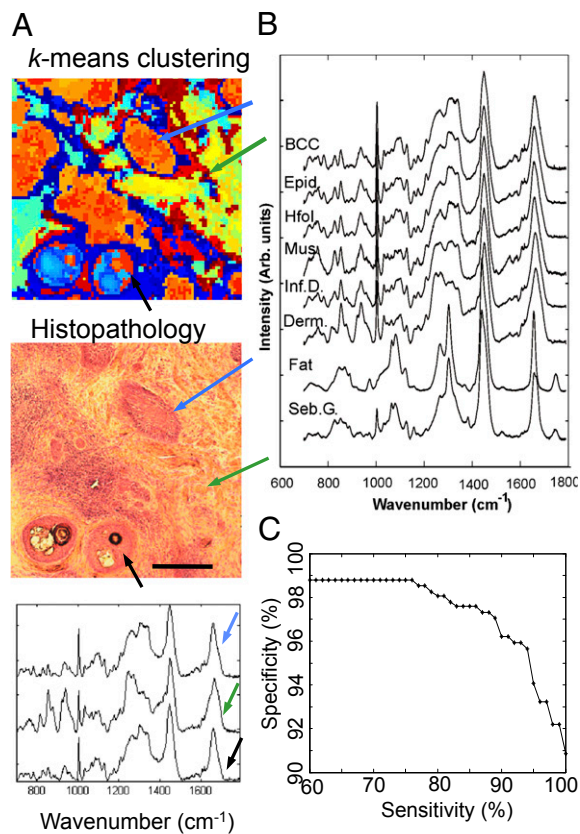 A
k-means clustering
Histopathology
800 1000 1200 1400 1600
Wavenumber (cm-1)
B
Intensity (Arb. units)
BCC
Epid.
Hfol
Mus.
Inf.D.
Derm.
Fat
Seb.G.
600 800 1000 1200 1400 1600 1800
Wavenumber (cm-1)
C
Specificity (%)
100
98
96
94
92
90
60 70 80 90 100
Sensitivity (%)